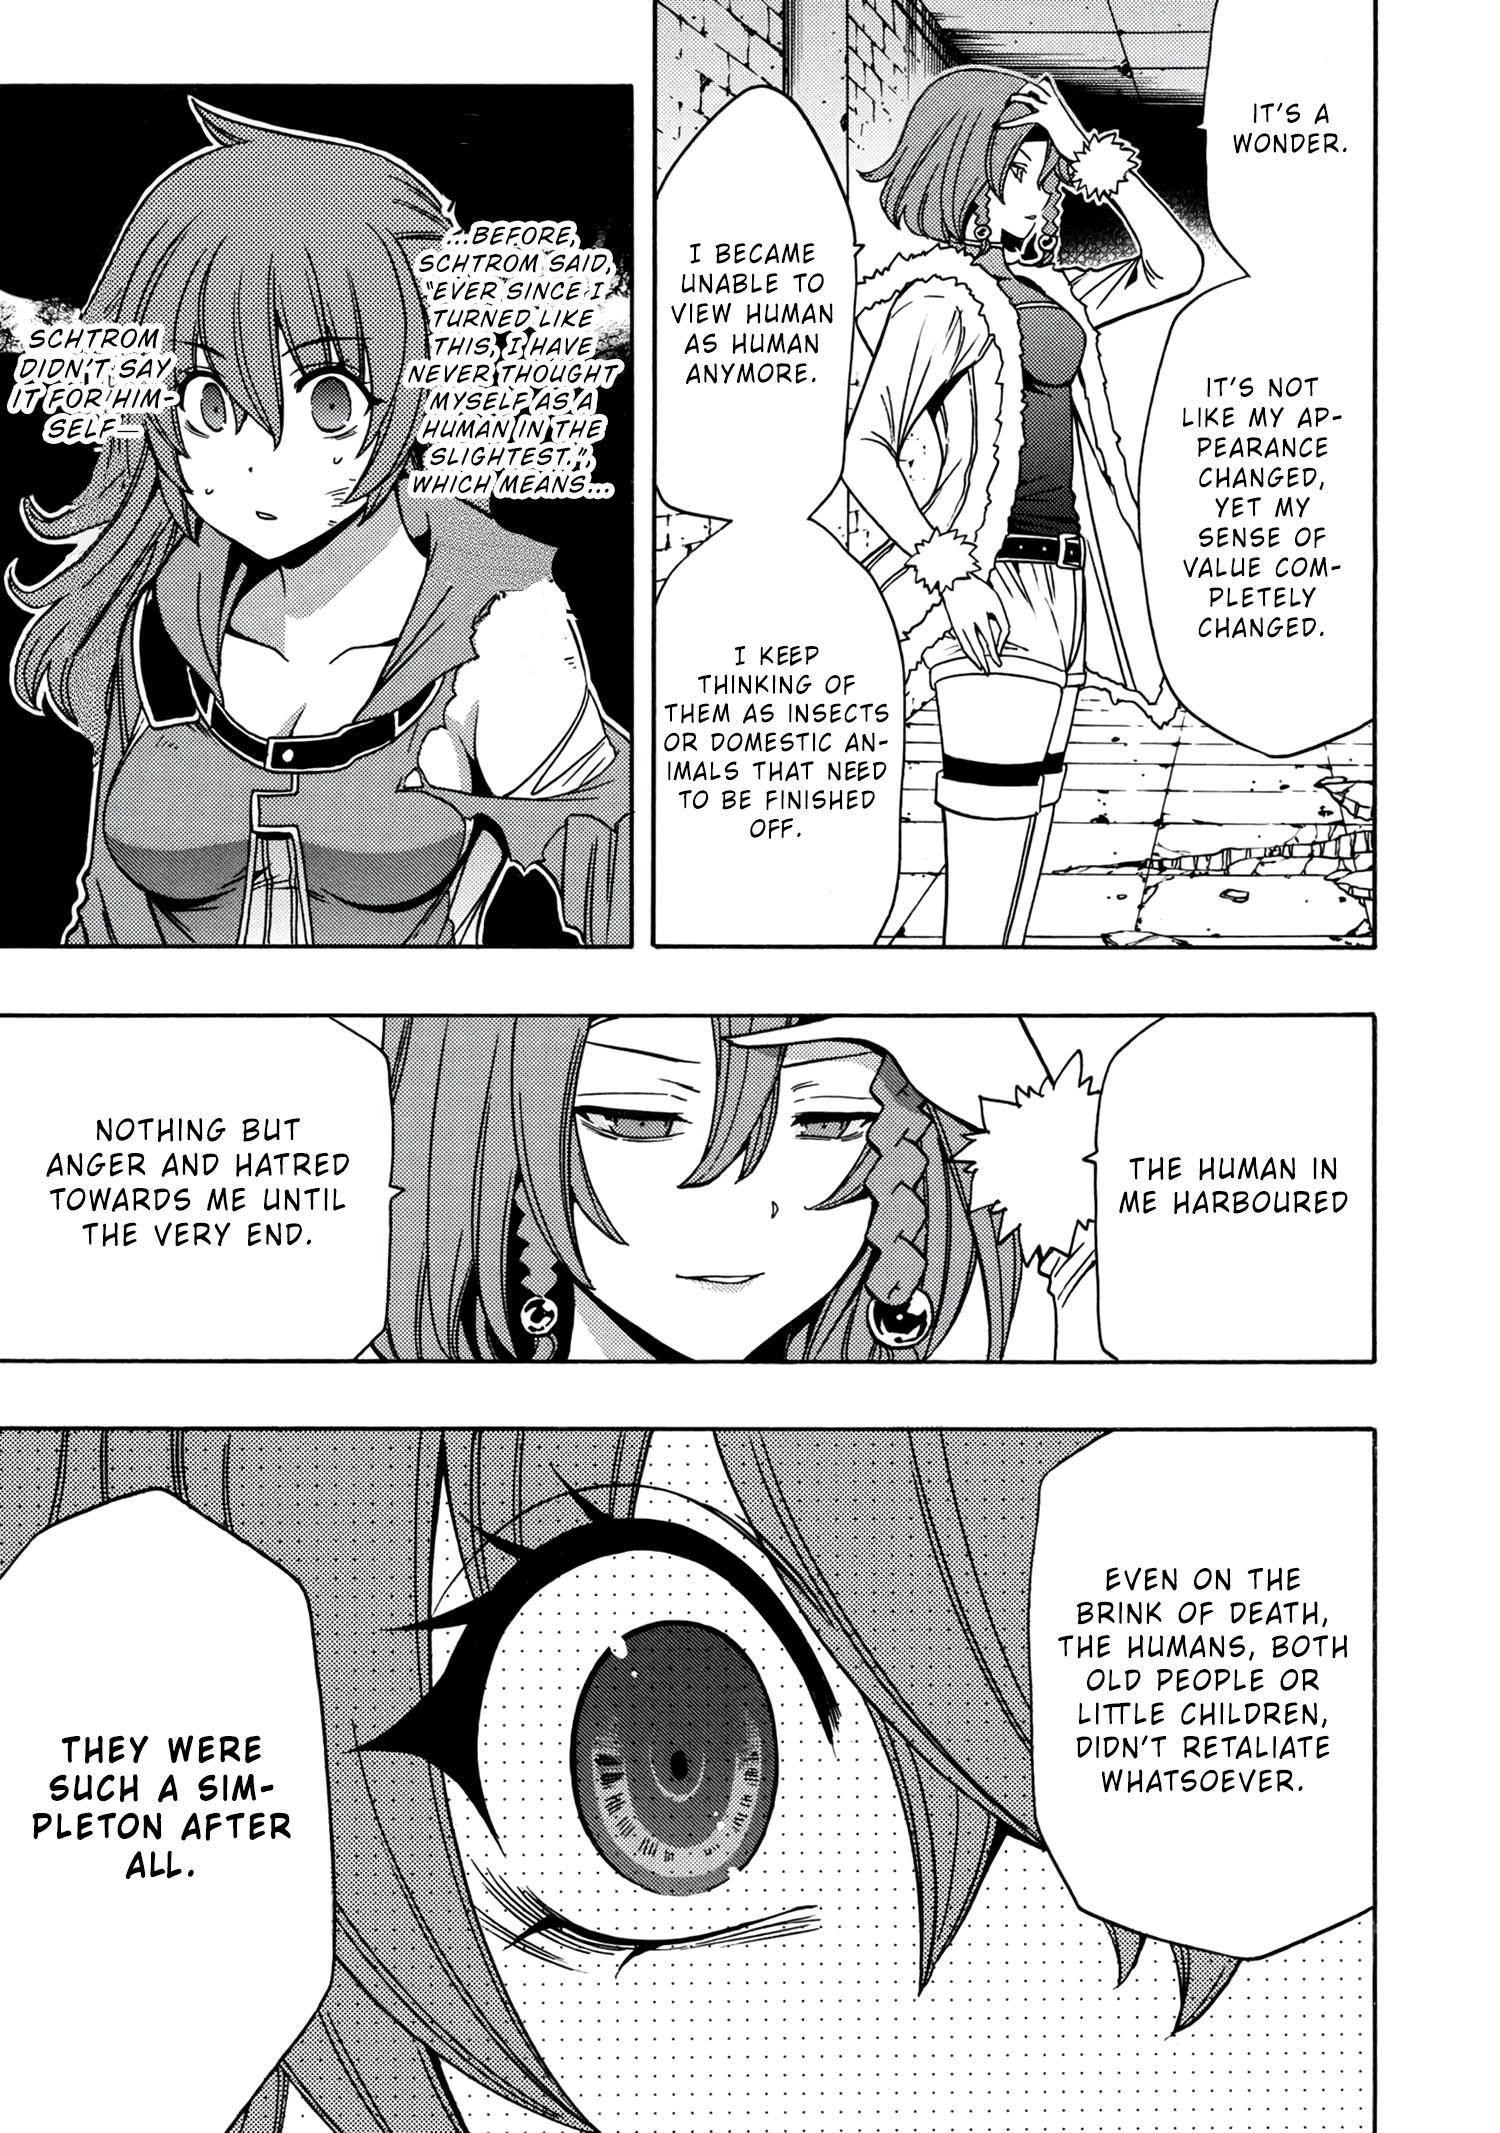 IT'S A
WONDER.
IT'S NOT
LIKE MY AP-
PEARANCE
CHANGED,
YET MY
SENSE OF
VALUE COM-
PLETELY
CHANGED.
I BECAME
UNABLE TO
VIEW HUMAN
AS HUMAN
ANYMORE.
I KEEP
THINKING OF
THEM AS INSECTS
OR DOMESTIC AN-
IMALS THAT NEED
TO BE FINISHED
OFF.
...BEFORE,
SCHTROM SAID,
"EVER SINCE I
TURNED LIKE
THIS, I HAVE
NEVER THOUGHT
MYSELF AS A
HUMAN IN THE
SLIGHTEST.",
WHICH MEANS...
SCHTROM
DIDN'T SAY
IT FOR HIM-
SELF—
THE HUMAN IN
ME HARBOURED
NOTHING BUT
ANGER AND HATRED
TOWARDS ME UNTIL
THE VERY END.
EVEN ON THE
BRINK OF DEATH,
THE HUMANS, BOTH
OLD PEOPLE OR
LITTLE CHILDREN,
DIDN'T RETALIATE
WHATSOEVER.
THEY WERE
SUCH A SIM-
PLETON AFTER
ALL.